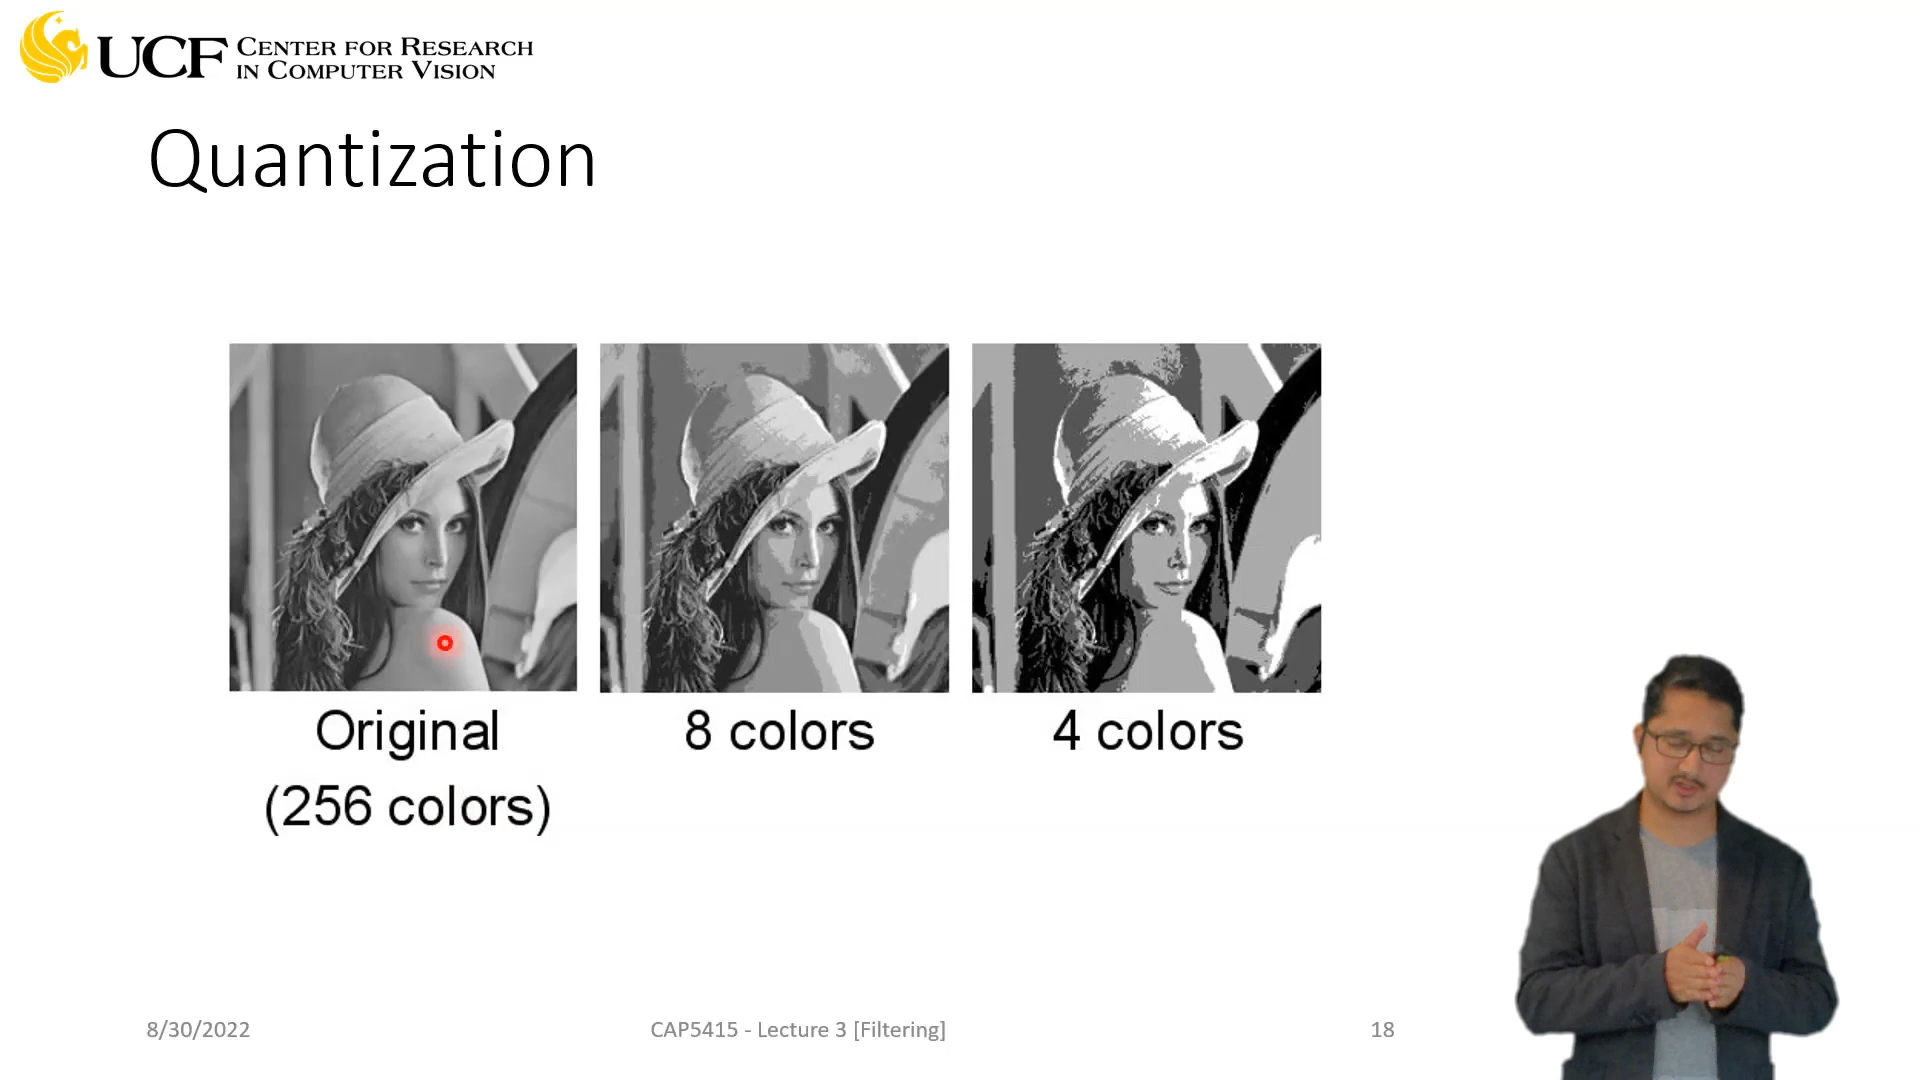 UCF CENTER FOR RESEARCH
IN COMPUTER VISION
Quantization
Original
(256 colors)
8 colors
4 colors
8/30/2022
CAP5415 - Lecture 3 [Filtering]
18